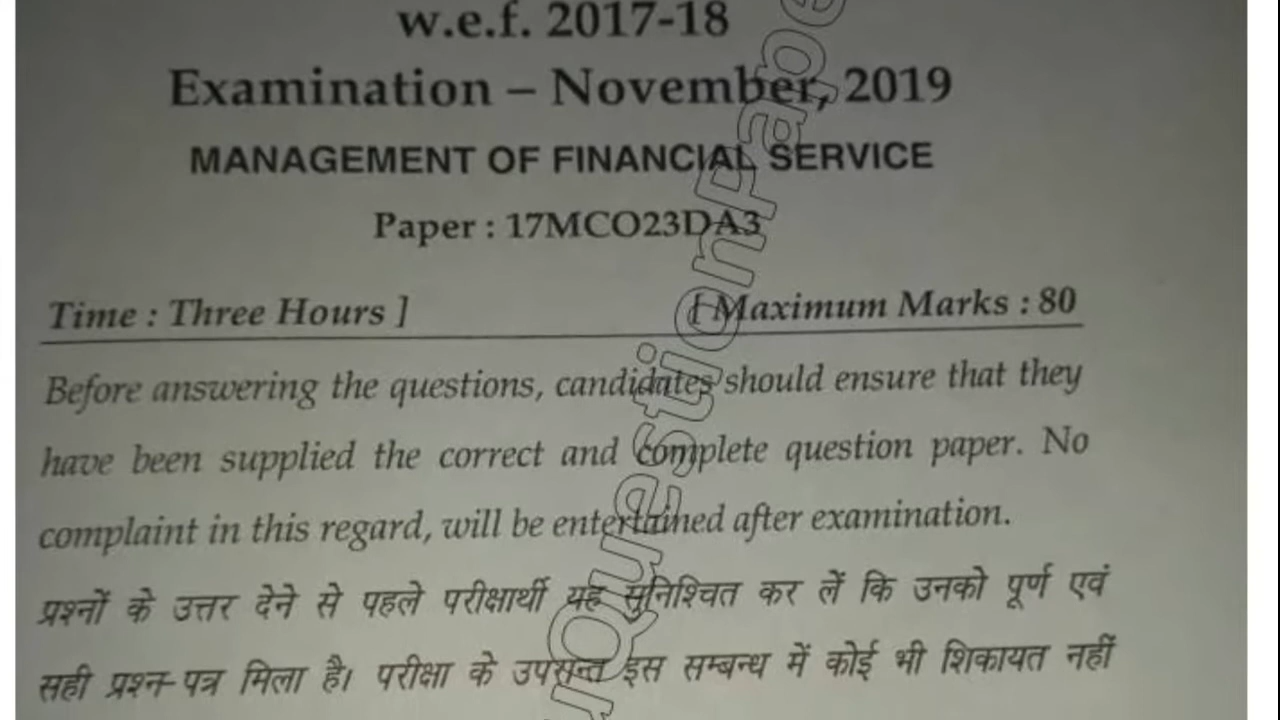 w.e.f. 2017-18
Examination – November, 2019
MANAGEMENT OF FINANCIAL SERVICE
Paper : 17MCO23DA3
Time : Three Hours ] [ Maximum Marks : 80
Before answering the questions, candidates should ensure that they
have been supplied the correct and complete question paper. No
complaint in this regard, will be entertained after examination.
प्रश्नों के उत्तर देने से पहले परीक्षार्थी यह सुनिश्चित कर लें कि उनको पूर्ण एवं
सही प्रश्न-पत्र मिला है। परीक्षा के उपरान्त इस सम्बन्ध में कोई भी शिकायत नहीं
rQuestionPape